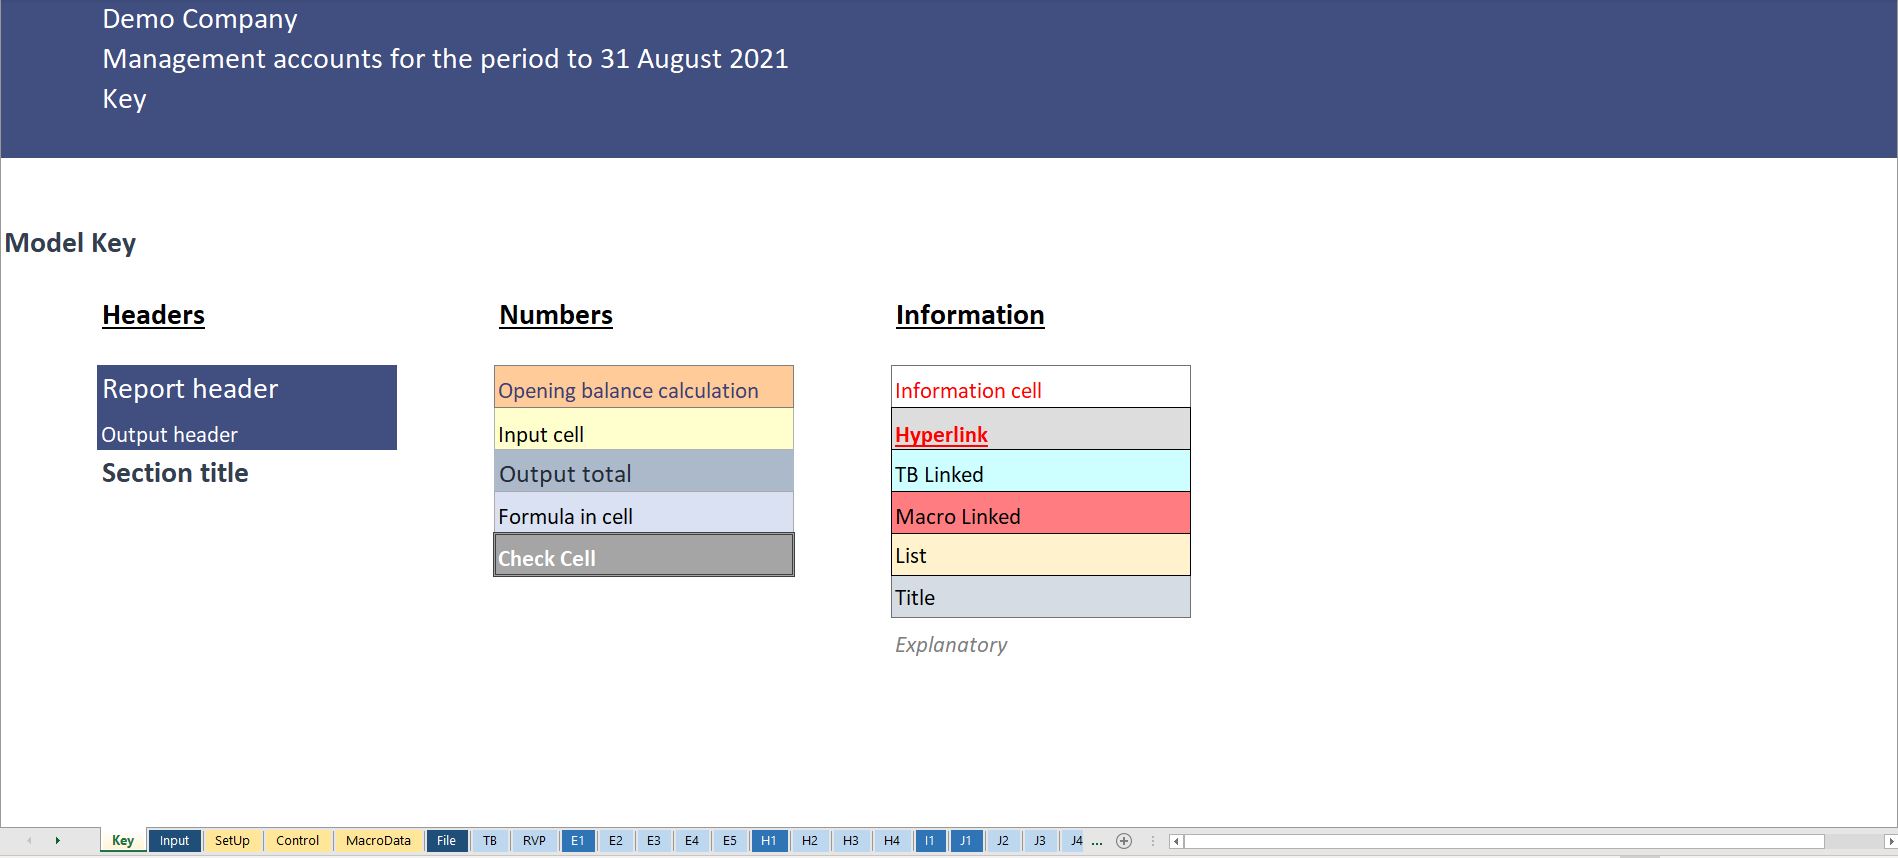 Demo Company
Management accounts for the period to 31 August 2021
Key
Model Key
Headers
Report header
Output header
Section title
Numbers
Opening balance calculation
Input cell
Output total
Formula in cell
Check Cell
Information
Information cell
Hyperlink
TB Linked
Macro Linked
List
Title
Explanatory
Key Input SetUp Control MacroData File TB RVP E1 E2 E3 E4 E5 H1 H2 H3 H4 I1 J1 J2 J3 J4 ...